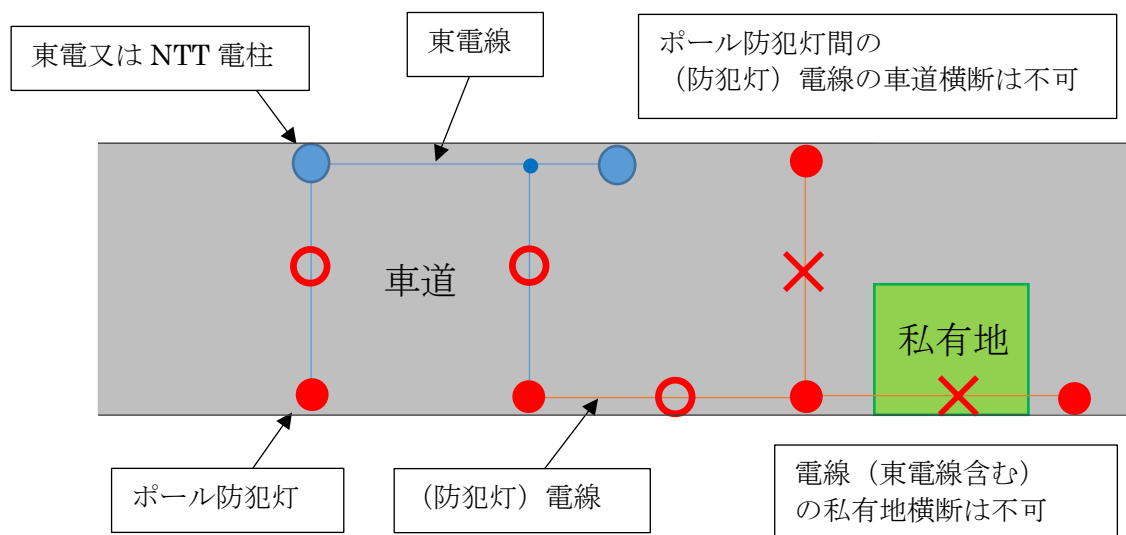 東電又は NTT 電柱
東電線
ポール防犯灯間の
（防犯灯）電線の車道横断は不可
車道
私有地
ポール防犯灯
（防犯灯）電線
電線（東電線含む）
の私有地横断は不可